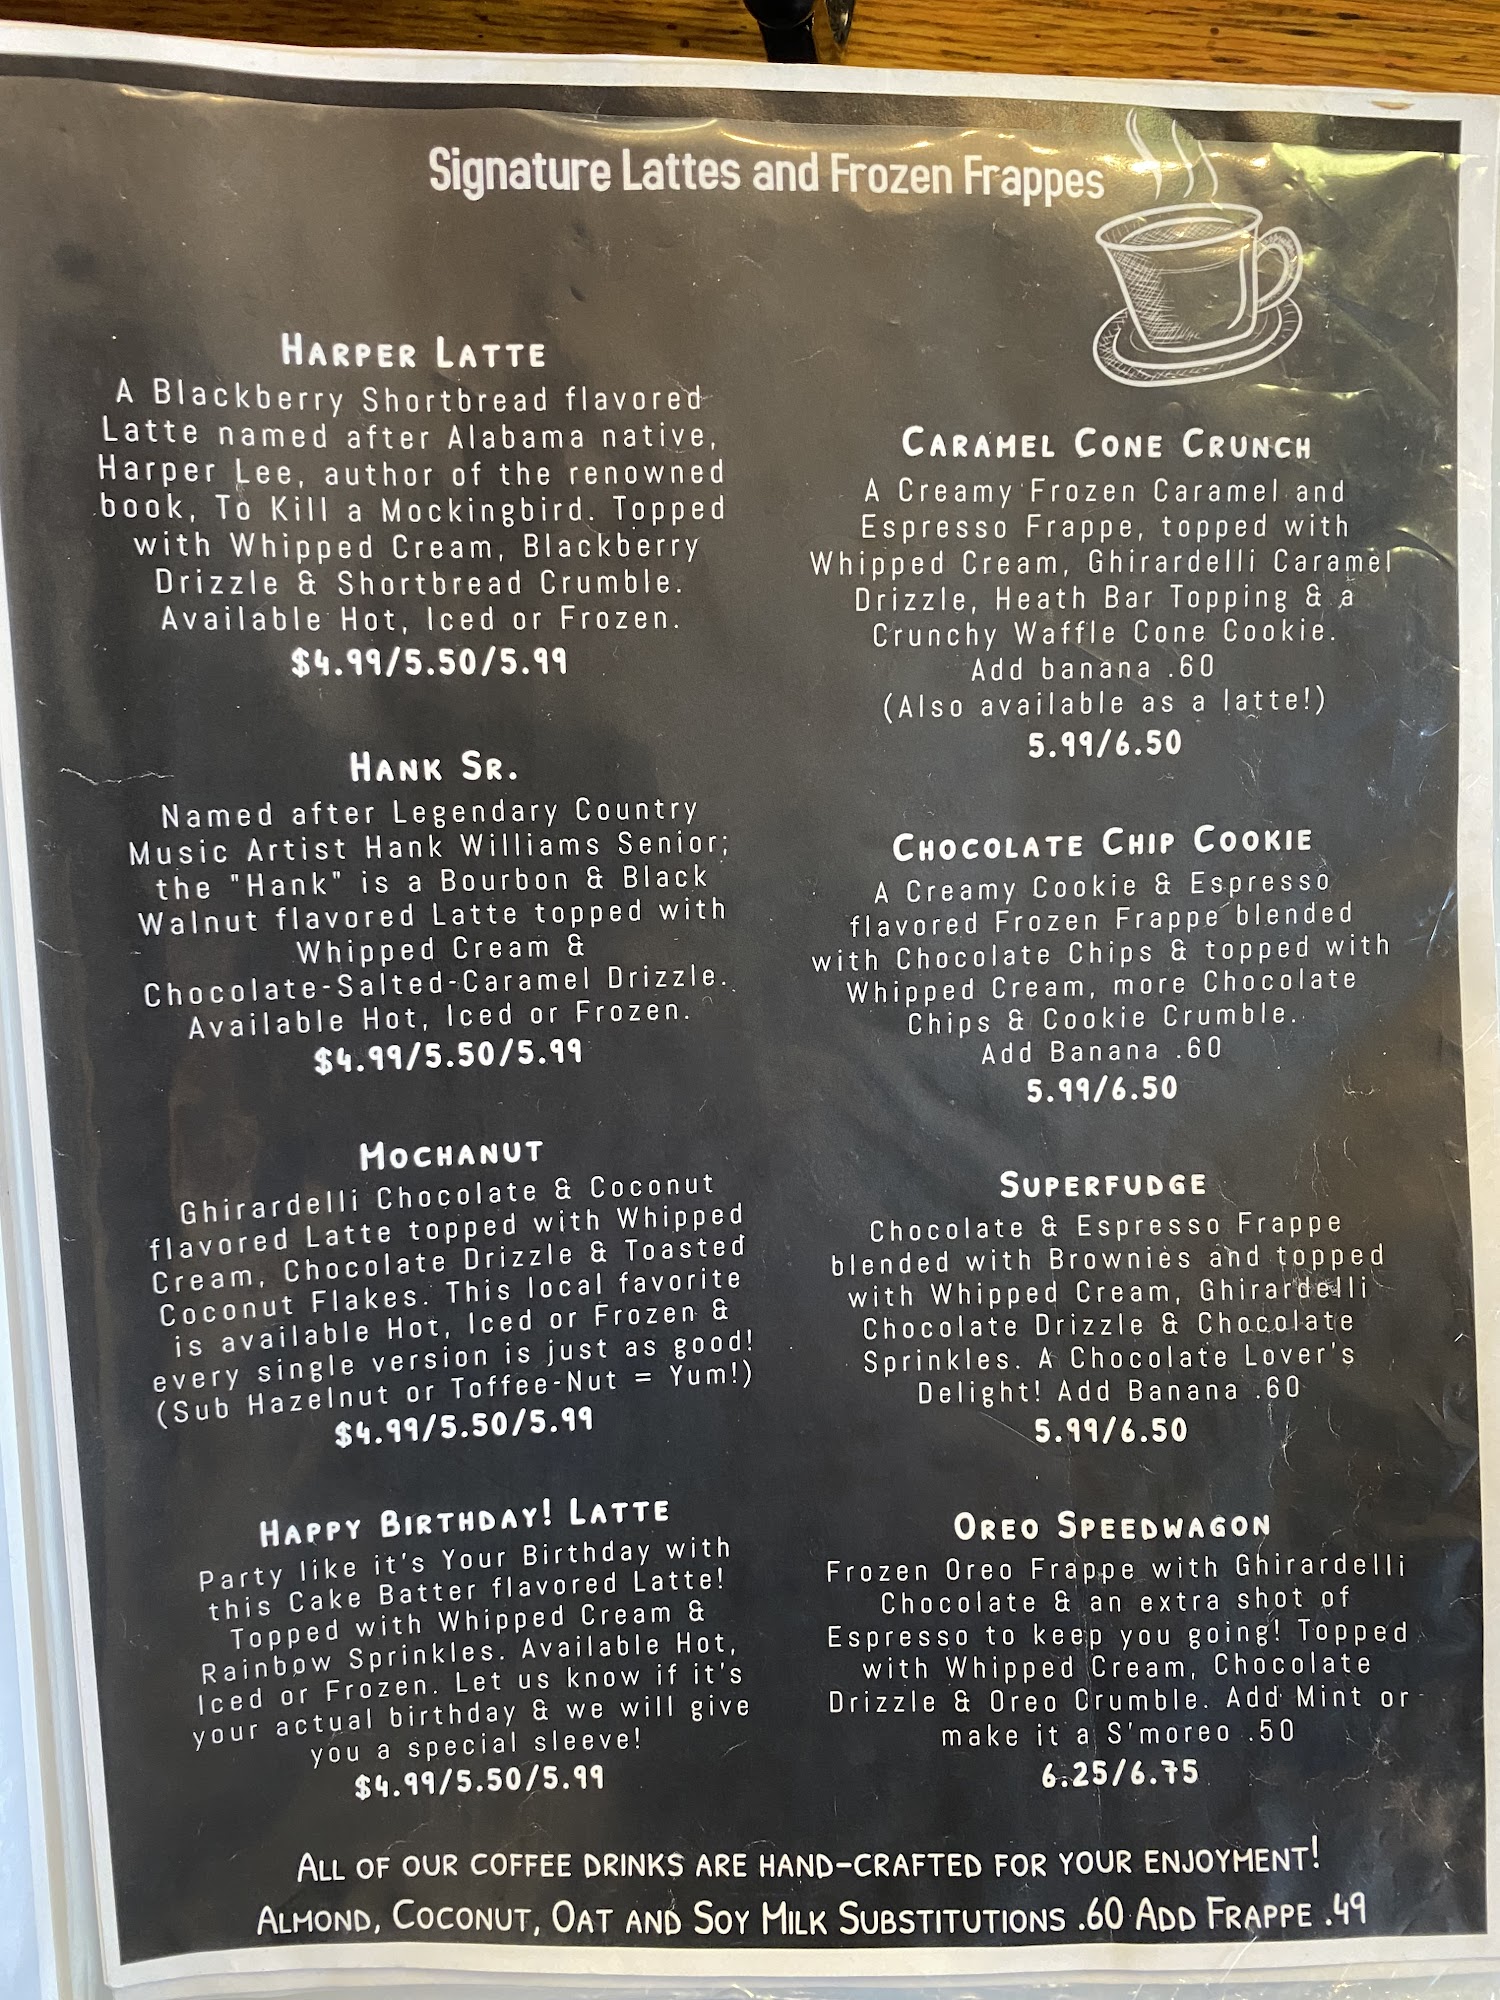 Signature Lattes and Frozen Frappes
HARPER LATTE
A Blackberry Shortbread flavored
Latte named after Alabama native,
Harper Lee, author of the renowned
book, To Kill a Mockingbird. Topped
with Whipped Cream, Blackberry
Drizzle & Shortbread Crumble.
Available Hot, Iced or Frozen.
$4.99/5.50/5.99
HANK SR.
Named after Legendary Country
Music Artist Hank Williams Senior;
the "Hank" is a Bourbon & Black
Walnut flavored Latte topped with
Whipped Cream &
Chocolate-Salted-Caramel Drizzle.
Available Hot, Iced or Frozen.
$4.99/5.50/5.99
MOCHANUT
Ghirardelli Chocolate & Coconut
flavored Latte topped with Whipped
Cream, Chocolate Drizzle & Toasted
Coconut Flakes. This local favorite
is available Hot, Iced or Frozen &
every single version is just as good!
(Sub Hazelnut or Toffee-Nut = Yum!)
$4.99/5.50/5.99
HAPPY BIRTHDAY! LATTE
Party like it's Your Birthday with
this Cake Batter flavored Latte!
Topped with Whipped Cream &
Rainbow Sprinkles. Available Hot,
Iced or Frozen. Let us know if it's
your actual birthday & we will give
you a special sleeve!
$4.99/5.50/5.99
CARAMEL CONE CRUNCH
A Creamy Frozen Caramel and
Espresso Frappe, topped with
Whipped Cream, Ghirardelli Caramel
Drizzle, Heath Bar Topping & a
Crunchy Waffle Cone Cookie.
Add banana .60
(Also available as a latte!)
5.99/6.50
CHOCOLATE CHIP COOKIE
A Creamy Cookie & Espresso
flavored Frozen Frappe blended
with Chocolate Chips & topped with
Whipped Cream, more Chocolate
Chips & Cookie Crumble.
Add Banana .60
5.99/6.50
SUPERFUDGE
Chocolate & Espresso Frappe
blended with Brownies and topped
with Whipped Cream, Ghirardelli
Chocolate Drizzle & Chocolate
Sprinkles. A Chocolate Lover's
Delight! Add Banana .60
5.99/6.50
OREO SPEEDWAGON
Frozen Oreo Frappe with Ghirardelli
Chocolate & an extra shot of
Espresso to keep you going! Topped
with Whipped Cream, Chocolate
Drizzle & Oreo Crumble. Add Mint or
make it a S'moreo .50
6.25/6.75
ALL OF OUR COFFEE DRINKS ARE HAND-CRAFTED FOR YOUR ENJOYMENT!
ALMOND, COCONUT, OAT AND SOY MILK SUBSTITUTIONS .60 ADD FRAPPE .49